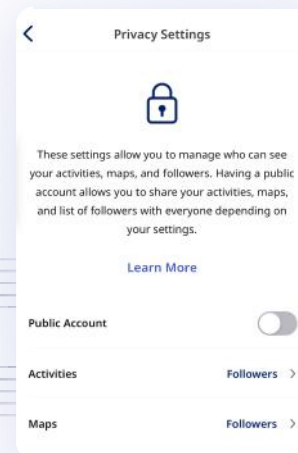 Privacy Settings
These settings allow you to manage who can see
your activities, maps, and followers. Having a public
account allows you to share your activities, maps,
and list of followers with everyone depending on
your settings.
Learn More
Public Account
Activities Followers
Maps Followers